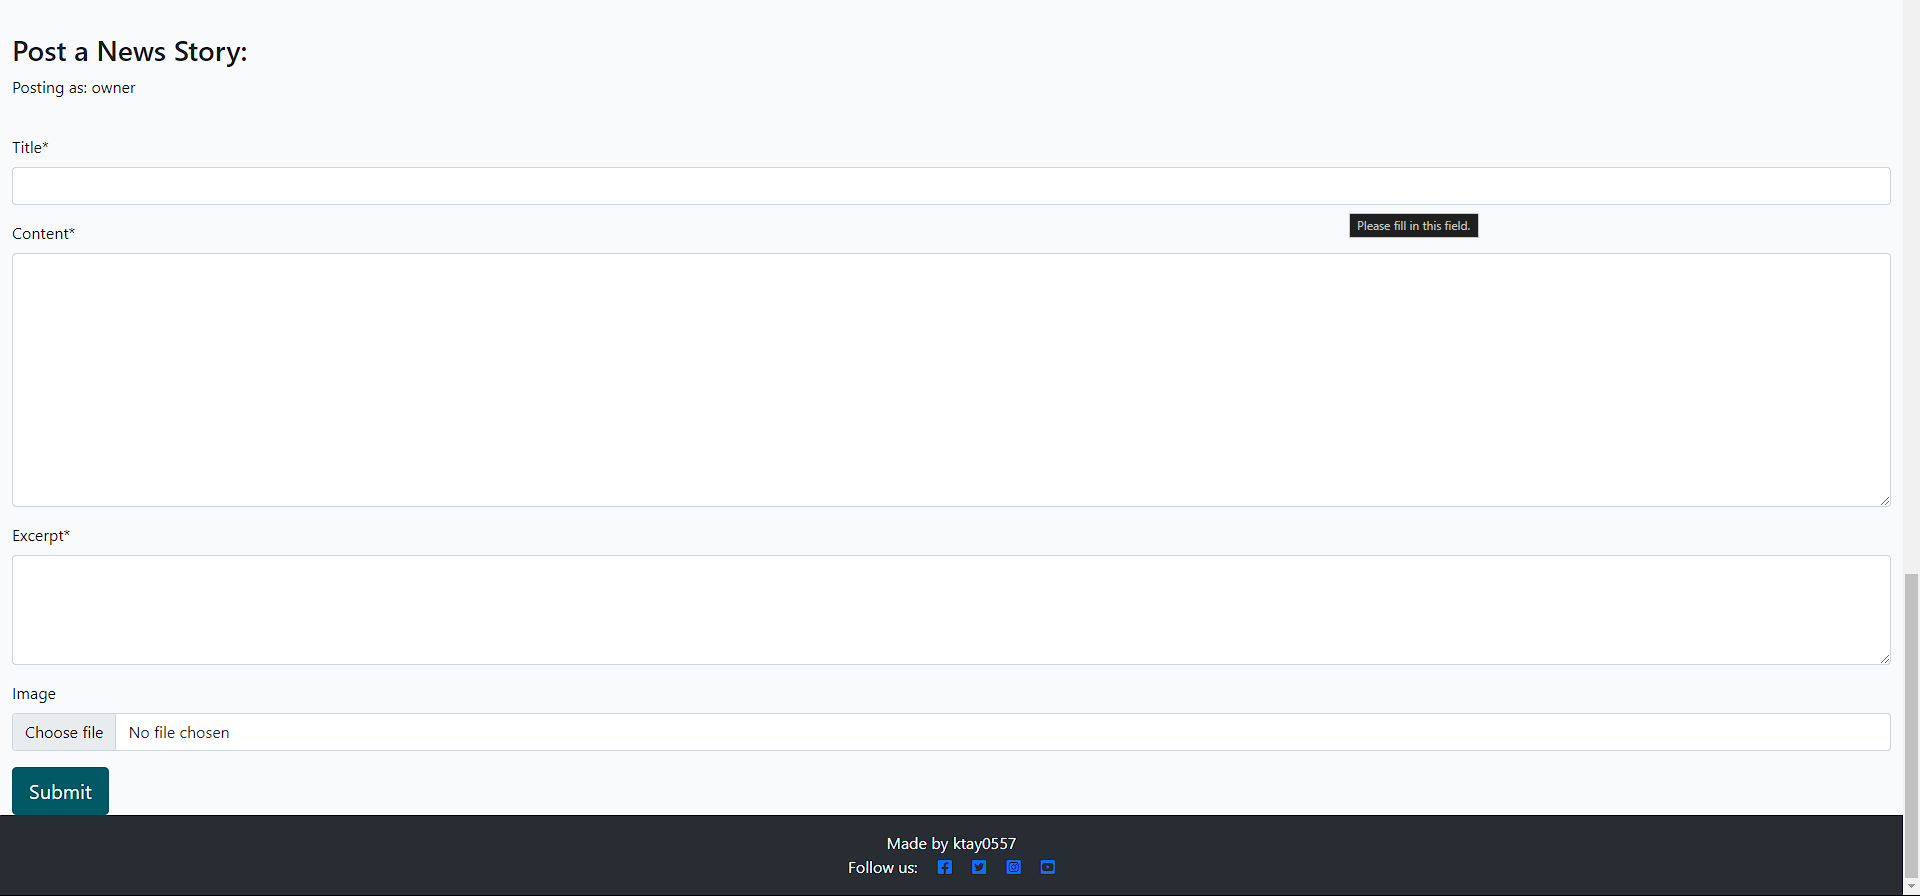 Post a News Story:
Posting as: owner
Title*
Please fill in this field.
Content*
Excerpt*
Image
Choose file No file chosen
Submit
Made by ktay0557
Follow us: